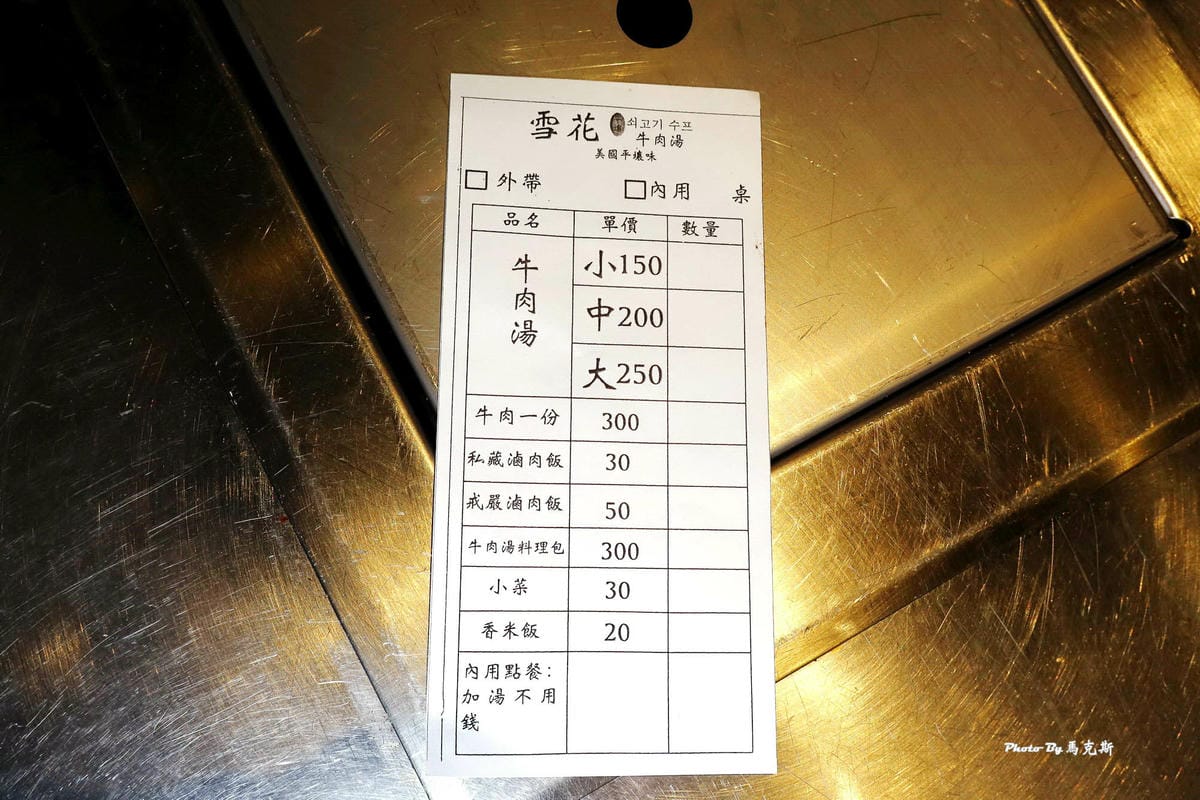 雪花 쇠고기 수프
牛肉湯
美國平壤味
□外帶 □內用 桌
品名 單價 數量
牛肉湯 小150
中200
大250
牛肉一份 300
私藏滷肉飯 30
戒嚴滷肉飯 50
牛肉湯料理包 300
小菜 30
香米飯 20
內用點餐：
加湯不用
錢
Photo By 馬克斯